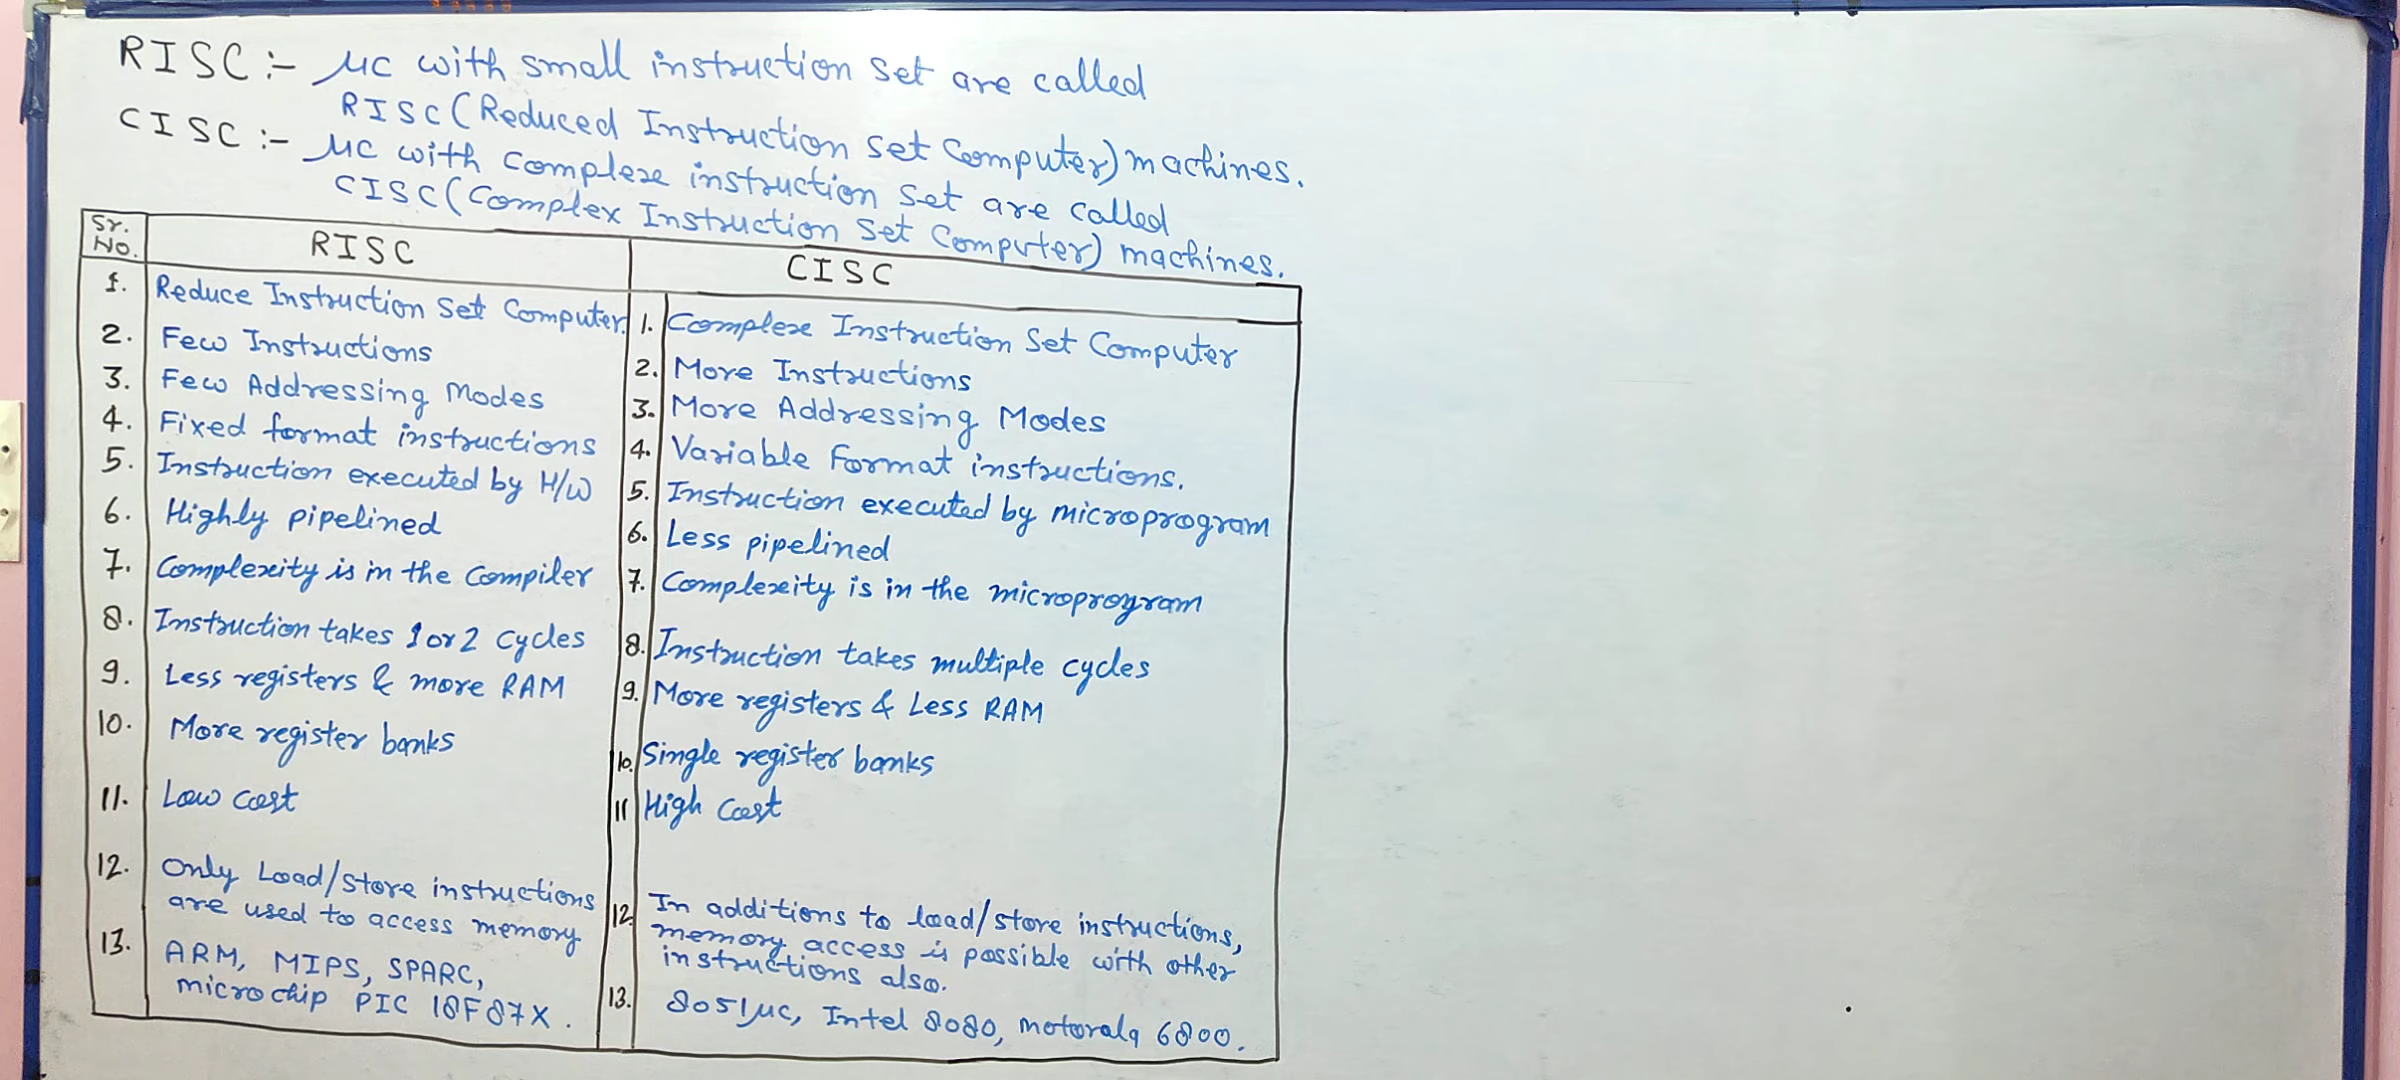 RISC :- µc with small instruction set are called
RISC (Reduced Instruction set Computer) machines.
CISC :- µc with Complex instruction set are called
CISC (Complex Instruction Set Computer) machines.
Sr. No. RISC CISC
1. Reduce Instruction Set Computer. 1. Complex Instruction Set Computer
2. Few Instructions 2. More Instructions
3. Few Addressing Modes 3. More Addressing Modes
4. Fixed format instructions 4. Variable format instructions.
5. Instruction executed by H/W 5. Instruction executed by microprogram
6. Highly pipelined 6. Less pipelined
7. Complexity is in the Compiler 7. Complexity is in the microprogram
8. Instruction takes 1 or 2 cycles 8. Instruction takes multiple cycles
9. Less registers & more RAM 9. More registers & Less RAM
10. More register banks 10. Single register banks
11. Low cost 11 High Cost
12. Only Load/store instructions
are used to access memory
12. In additions to load/store instructions,
memory access is possible with other
instructions also.
13. ARM, MIPS, SPARC,
microchip PIC 18F87X.
13. 8051µc, Intel 8080, motorala 6800.